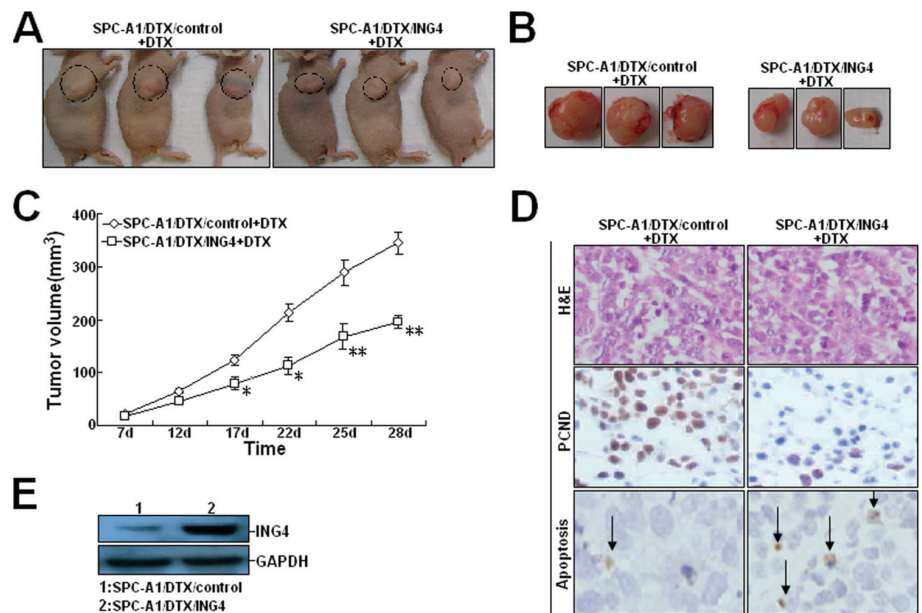 A
SPC-A1/DTX/control
+DTX
SPC-A1/DTX/ING4
+DTX
B
SPC-A1/DTX/control
+DTX
SPC-A1/DTX/ING4
+DTX
C
400
300
200
100
0
Tumor volume(mm³)
SPC-A1/DTX/control+DTX
SPC-A1/DTX/ING4+DTX
*
*
**
**
7d 12d 17d 22d 25d 28d
Time
D
SPC-A1/DTX/control
+DTX
SPC-A1/DTX/ING4
+DTX
H&E
PCND
Apoptosis
E
1 2
ING4
GAPDH
1:SPC-A1/DTX/control
2:SPC-A1/DTX/ING4